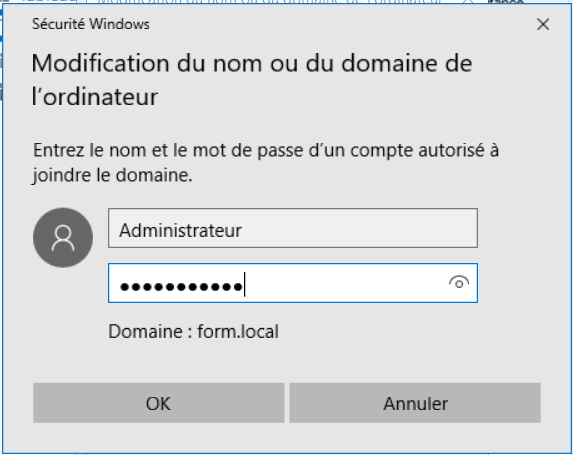 Sécurité Windows
Modification du nom ou du domaine de
l’ordinateur
Entrez le nom et le mot de passe d’un compte autorisé à
joindre le domaine.
Administrateur
●●●●●●●●●●●
Domaine : form.local
OK Annuler